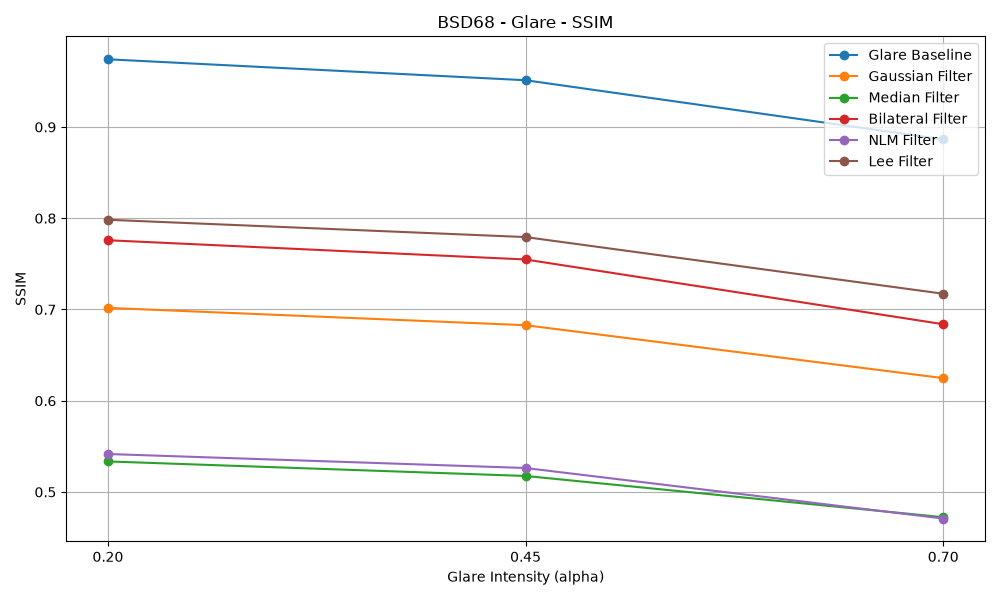 BSD68 - Glare - SSIM
Glare Baseline
Gaussian Filter
Median Filter
Bilateral Filter
NLM Filter
Lee Filter
SSIM
0.9
0.8
0.7
0.6
0.5
0.20 0.45 0.70
Glare Intensity (alpha)